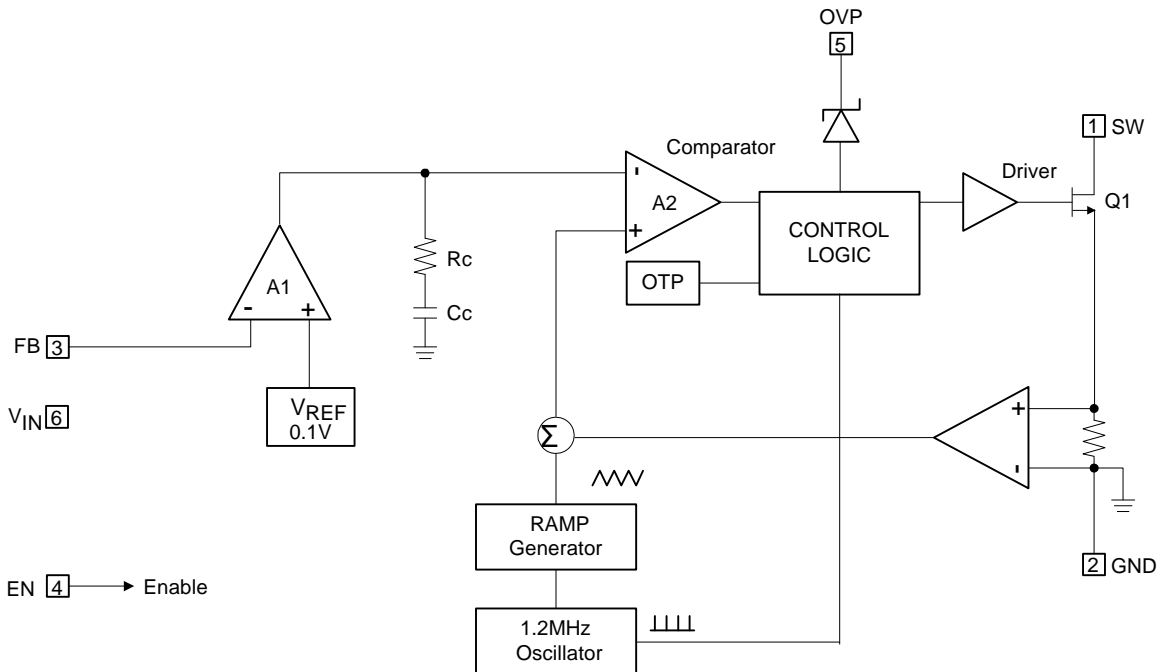 OVP
5
1 SW
Comparator
Driver
-
A2
+
Q1
CONTROL
LOGIC
Rc
OTP
A1
- +
Cc
FB 3
VREF
0.1V
VIN 6
+
Σ
-
RAMP
Generator
2 GND
EN 4 Enable
1.2MHz
Oscillator